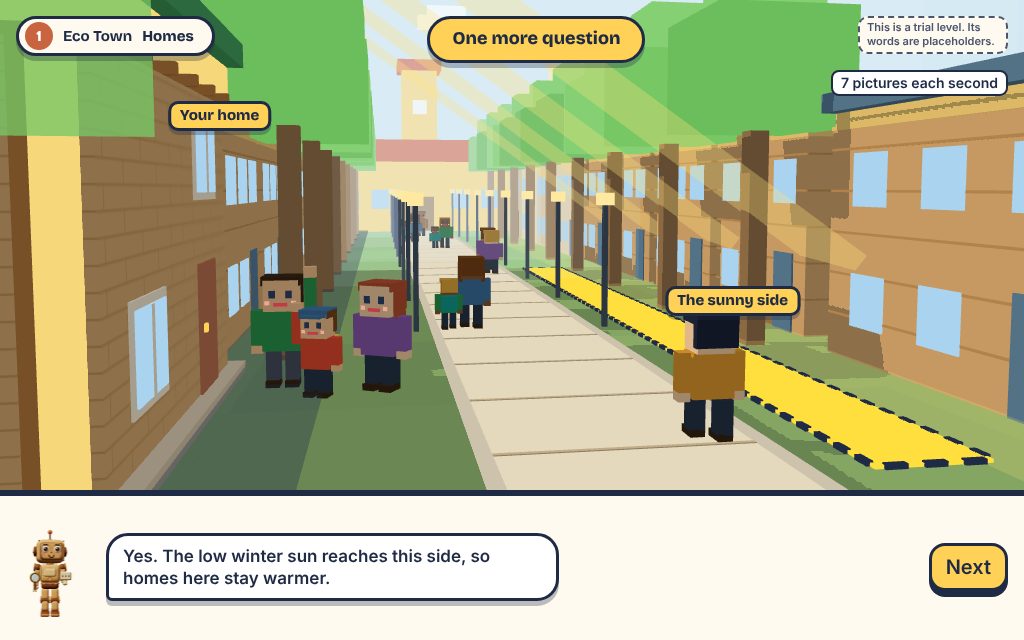 1 Eco Town Homes
One more question
This is a trial level. Its
words are placeholders.
7 pictures each second
Your home
The sunny side
Yes. The low winter sun reaches this side, so
homes here stay warmer.
Next